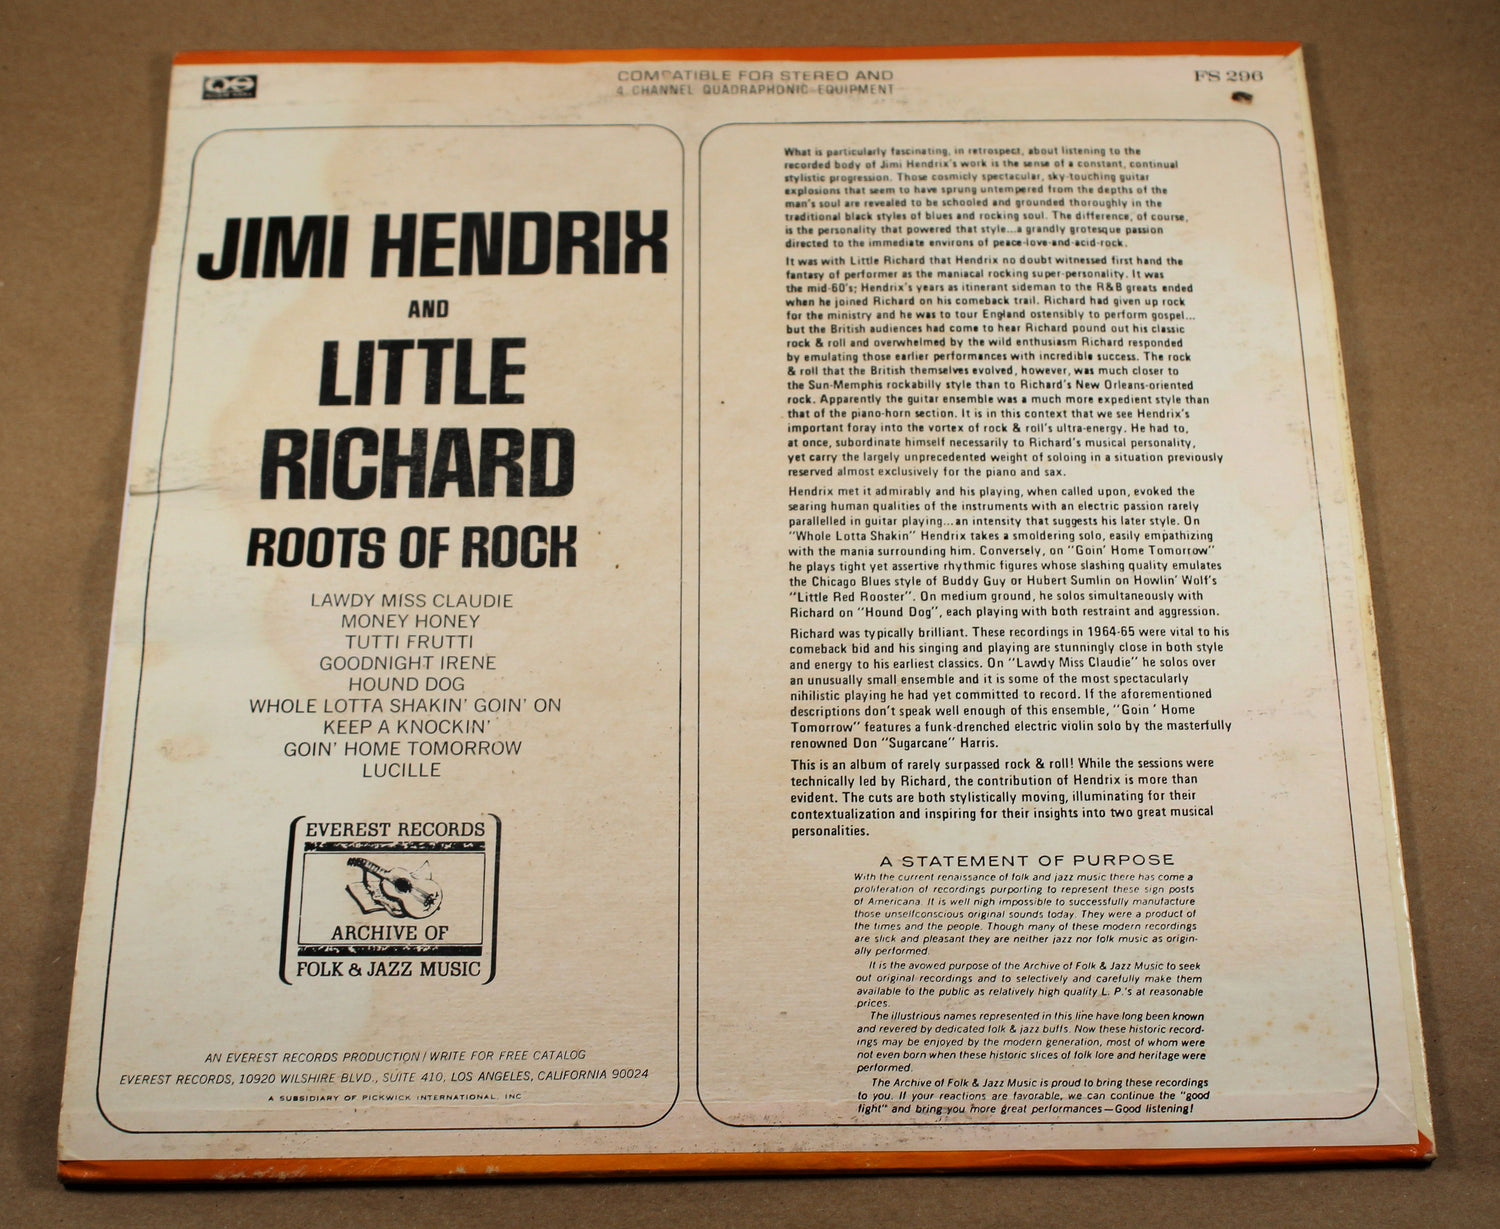 COMPATIBLE FOR STEREO AND
4 CHANNEL QUADRAPHONIC EQUIPMENT
FS 296
JIMI HENDRIX
AND
LITTLE
RICHARD
ROOTS OF ROCK
LAWDY MISS CLAUDIE
MONEY HONEY
TUTTI FRUTTI
GOODNIGHT IRENE
HOUND DOG
WHOLE LOTTA SHAKIN' GOIN' ON
KEEP A KNOCKIN'
GOIN' HOME TOMORROW
LUCILLE
EVEREST RECORDS
ARCHIVE OF
FOLK & JAZZ MUSIC
AN EVEREST RECORDS PRODUCTION / WRITE FOR FREE CATALOG
EVEREST RECORDS, 10920 WILSHIRE BLVD., SUITE 410, LOS ANGELES, CALIFORNIA 90024
A SUBSIDIARY OF PICKWICK INTERNATIONAL, INC
What is particularly fascinating, in retrospect, about listening to the
recorded body of Jimi Hendrix's work is the sense of a constant, continual
stylistic progression. Those cosmicly spectacular, sky-touching guitar
explosions that seem to have sprung untempered from the depths of the
man's soul are revealed to be schooled and grounded thoroughly in the
traditional black styles of blues and rocking soul. The difference, of course,
is the personality that powered that style...a grandly grotesque passion
directed to the immediate environs of peace-love-and-acid-rock.
It was with Little Richard that Hendrix no doubt witnessed first hand the
fantasy of performer as the maniacal rocking super-personality. It was
the mid-60's; Hendrix's years as itinerant sideman to the R&B greats ended
when he joined Richard on his comeback trail. Richard had given up rock
for the ministry and he was to tour England ostensibly to perform gospel...
but the British audiences had come to hear Richard pound out his classic
rock & roll and overwhelmed by the wild enthusiasm Richard responded
by emulating those earlier performances with incredible success. The rock
& roll that the British themselves evolved, however, was much closer to
the Sun-Memphis rockabilly style than to Richard's New Orleans-oriented
rock. Apparently the guitar ensemble was a much more expedient style than
that of the piano-horn section. It is in this context that we see Hendrix's
important foray into the vortex of rock & roll's ultra-energy. He had to,
at once, subordinate himself necessarily to Richard's musical personality,
yet carry the largely unprecedented weight of soloing in a situation previously
reserved almost exclusively for the piano and sax.
Hendrix met it admirably and his playing, when called upon, evoked the
searing human qualities of the instruments with an electric passion rarely
parallelled in guitar playing...an intensity that suggests his later style. On
"Whole Lotta Shakin" Hendrix takes a smoldering solo, easily empathizing
with the mania surrounding him. Conversely, on "Goin' Home Tomorrow"
he plays tight yet assertive rhythmic figures whose slashing quality emulates
the Chicago Blues style of Buddy Guy or Hubert Sumlin on Howlin' Wolf's
"Little Red Rooster". On medium ground, he solos simultaneously with
Richard on "Hound Dog", each playing with both restraint and aggression.
Richard was typically brilliant. These recordings in 1964-65 were vital to his
comeback bid and his singing and playing are stunningly close in both style
and energy to his earliest classics. On "Lawdy Miss Claudie" he solos over
an unusually small ensemble and it is some of the most spectacularly
nihilistic playing he had yet committed to record. If the aforementioned
descriptions don't speak well enough of this ensemble, "Goin ' Home
Tomorrow" features a funk-drenched electric violin solo by the masterfully
renowned Don "Sugarcane" Harris.
This is an album of rarely surpassed rock & roll! While the sessions were
technically led by Richard, the contribution of Hendrix is more than
evident. The cuts are both stylistically moving, illuminating for their
contextualization and inspiring for their insights into two great musical
personalities.
A STATEMENT OF PURPOSE
With the current renaissance of folk and jazz music there has come a
proliferation of recordings purporting to represent these sign posts
of Americana. It is well nigh impossible to successfully manufacture
those unselfconscious original sounds today. They were a product of
the times and the people. Though many of these modern recordings
are slick and pleasant they are neither jazz nor folk music as origin-
ally performed.
It is the avowed purpose of the Archive of Folk & Jazz Music to seek
out original recordings and to selectively and carefully make them
available to the public as relatively high quality L. P.'s at reasonable
prices.
The illustrious names represented in this line have long been known
and revered by dedicated folk & jazz buffs. Now these historic record-
ings may be enjoyed by the modern generation, most of whom were
not even born when these historic slices of folk lore and heritage were
performed.
The Archive of Folk & Jazz Music is proud to bring these recordings
to you. If your reactions are favorable, we can continue the "good
fight" and bring you more great performances—Good listening!